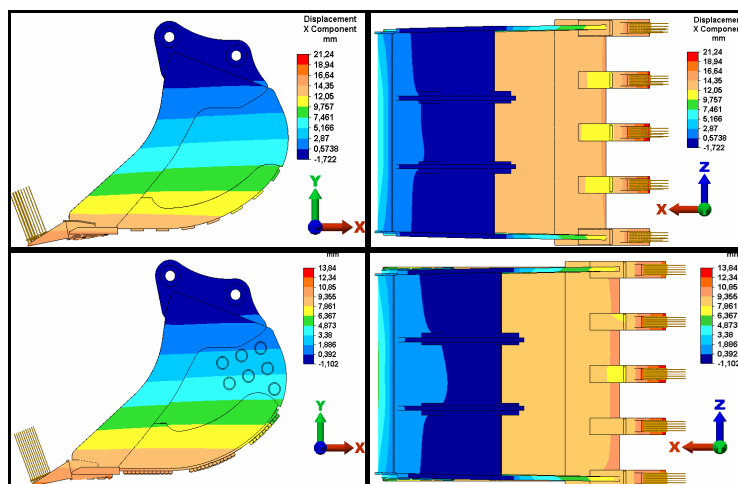 Displacement
X Component
mm
21,24
18,94
16,64
14,35
12,05
9,757
7,461
5,166
2,87
0,5738
-1,722
Y
X
Displacement
X Component
mm
21,24
18,94
16,64
14,35
12,05
9,757
7,461
5,166
2,87
0,5738
-1,722
Z
X
Y
mm
13,84
12,34
10,85
9,355
7,861
6,367
4,873
3,38
1,886
0,392
-1,102
Y
X
mm
13,84
12,34
10,85
9,355
7,861
6,367
4,873
3,38
1,886
0,392
-1,102
Z
X